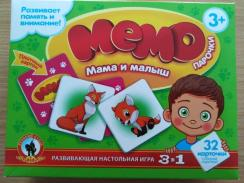 Развивает
память и
внимание!
3+
МЕМО
ПАРОЧКИ
Мама и малыш
32
карточки
РАЗВИВАЮЩАЯ НАСТОЛЬНАЯ ИГРА 3в1